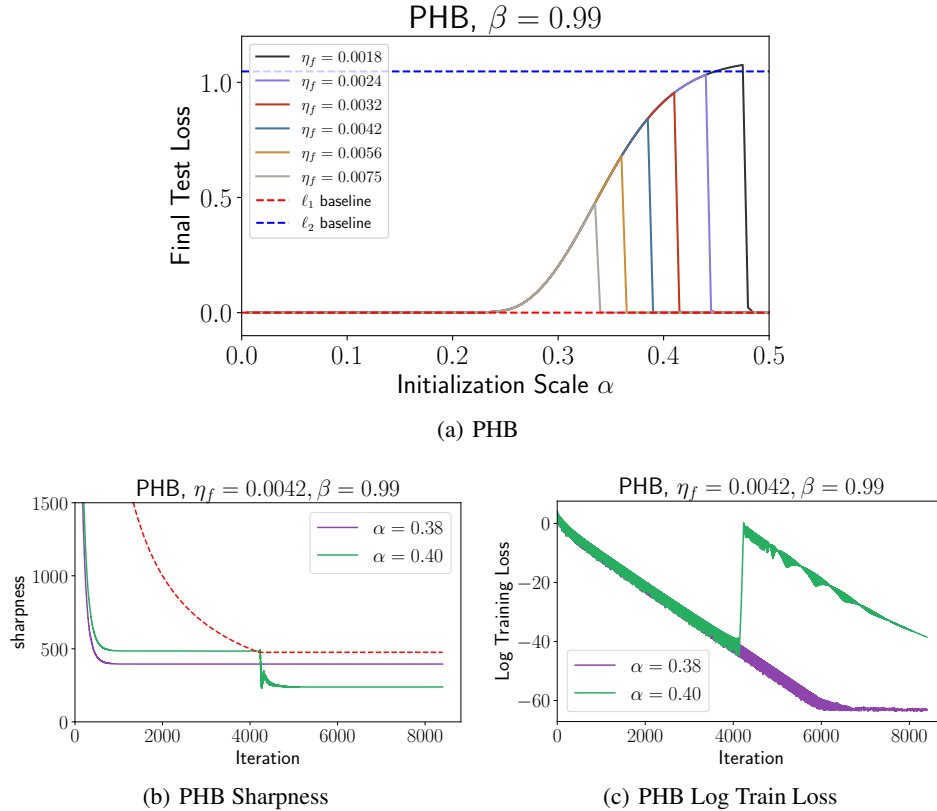 PHB, β = 0.99
Final Test Loss
1.0
0.5
0.0
η_f = 0.0018
η_f = 0.0024
η_f = 0.0032
η_f = 0.0042
η_f = 0.0056
η_f = 0.0075
ℓ₁ baseline
ℓ₂ baseline
0.0 0.1 0.2 0.3 0.4 0.5
Initialization Scale α
(a) PHB
PHB, η_f = 0.0042, β = 0.99
sharpness
1500
1000
500
0
α = 0.38
α = 0.40
0 2000 4000 6000 8000
Iteration
(b) PHB Sharpness
PHB, η_f = 0.0042, β = 0.99
Log Training Loss
0
−20
−40
−60
α = 0.38
α = 0.40
0 2000 4000 6000 8000
Iteration
(c) PHB Log Train Loss